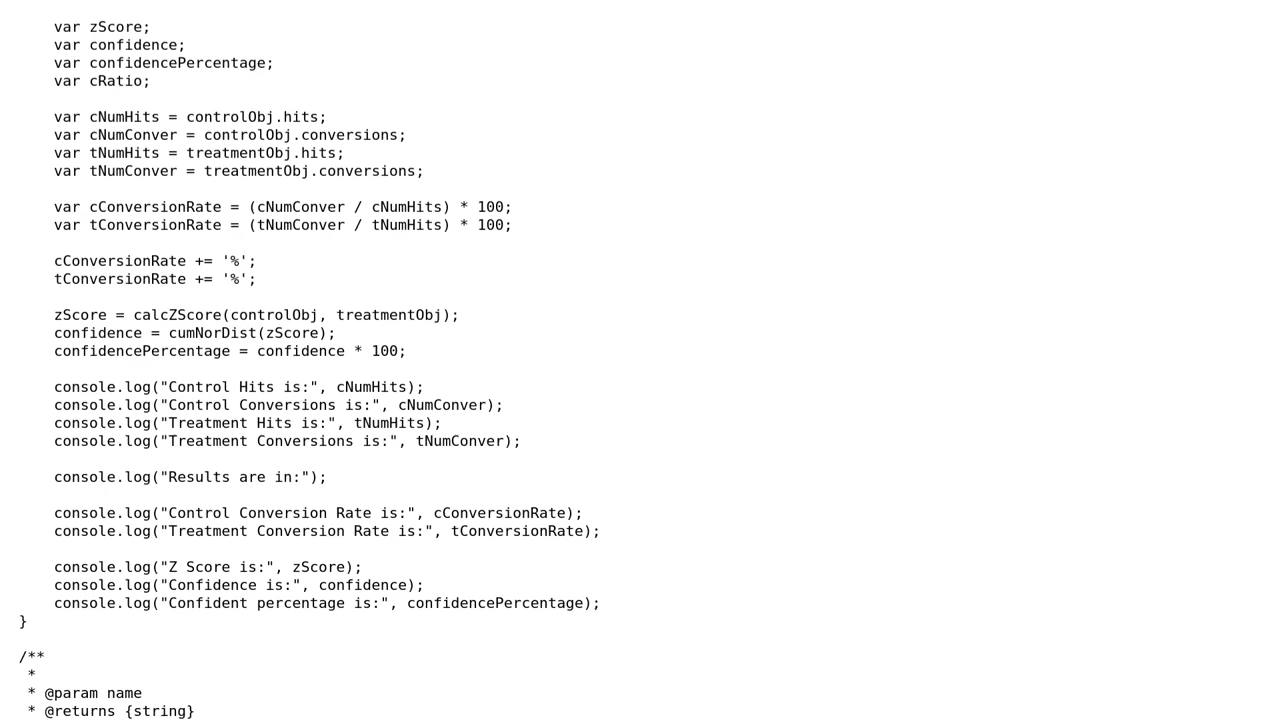 var zScore;
var confidence;
var confidencePercentage;
var cRatio;
var cNumHits = controlObj.hits;
var cNumConver = controlObj.conversions;
var tNumHits = treatmentObj.hits;
var tNumConver = treatmentObj.conversions;
var cConversionRate = (cNumConver / cNumHits) * 100;
var tConversionRate = (tNumConver / tNumHits) * 100;
cConversionRate += '%';
tConversionRate += '%';
zScore = calcZScore(controlObj, treatmentObj);
confidence = cumNorDist(zScore);
confidencePercentage = confidence * 100;
console.log("Control Hits is:", cNumHits);
console.log("Control Conversions is:", cNumConver);
console.log("Treatment Hits is:", tNumHits);
console.log("Treatment Conversions is:", tNumConver);
console.log("Results are in:");
console.log("Control Conversion Rate is:", cConversionRate);
console.log("Treatment Conversion Rate is:", tConversionRate);
console.log("Z Score is:", zScore);
console.log("Confidence is:", confidence);
console.log("Confident percentage is:", confidencePercentage);
}
/**
*
* @param name
* @returns {string}